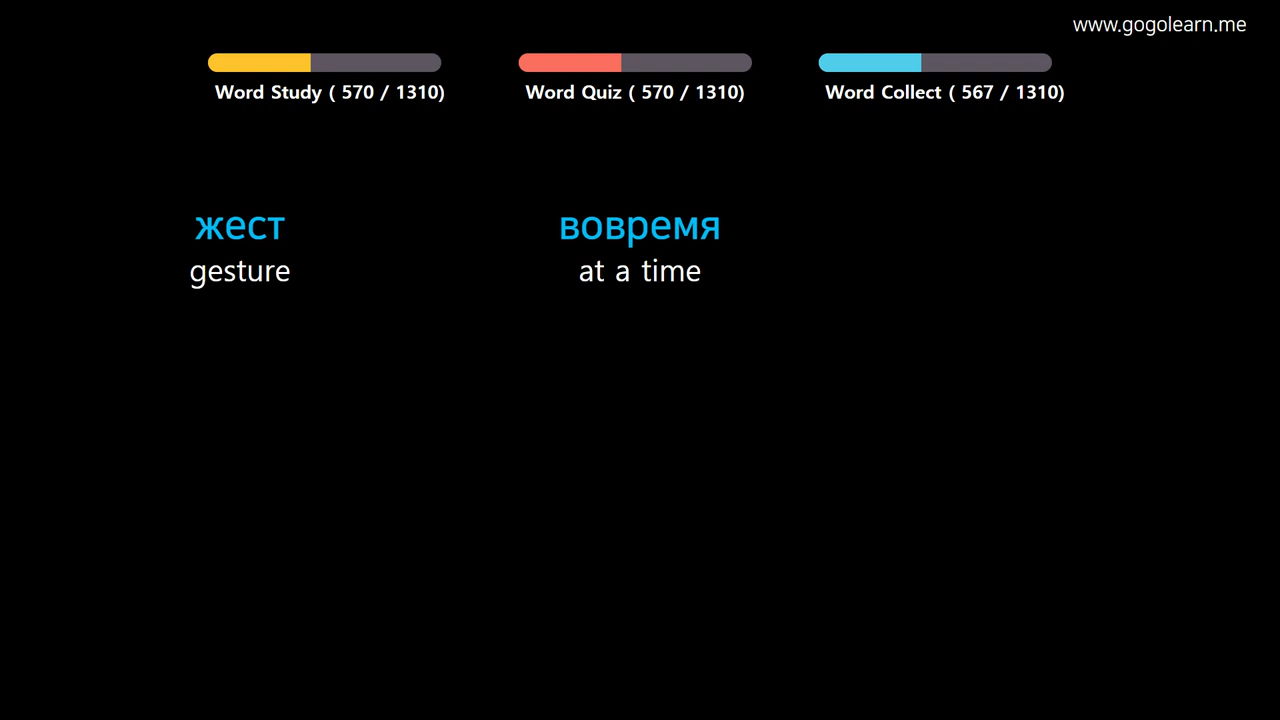 www.gogolearn.me
Word Study ( 570 / 1310)
Word Quiz ( 570 / 1310)
Word Collect ( 567 / 1310)
жест
gesture
вовремя
at a time